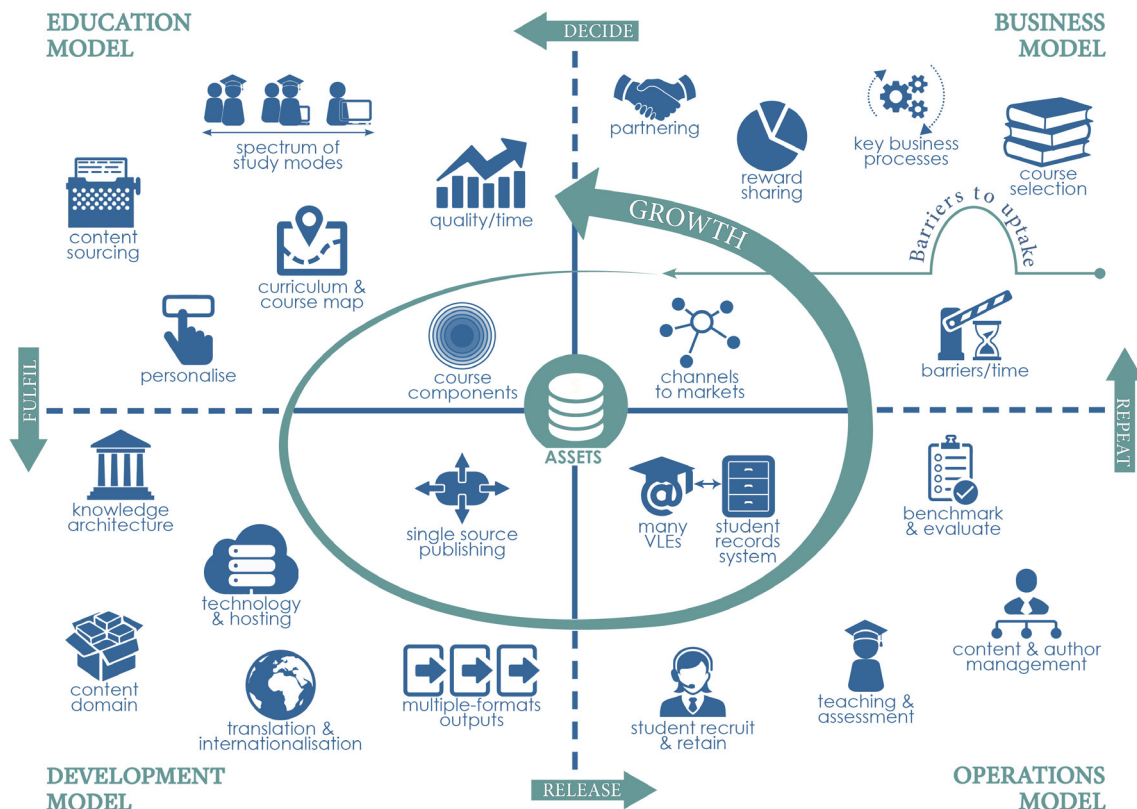 EDUCATION
MODEL
DECIDE
BUSINESS
MODEL
spectrum of
study modes
partnering
reward
sharing
key business
processes
course
selection
content
sourcing
quality/time
GROWTH
Barriers to uptake
curriculum &
course map
personalise
course
components
channels
to markets
barriers/time
FULFIL
ASSETS
REPEAT
knowledge
architecture
single source
publishing
many
VLEs
student
records
system
benchmark
& evaluate
technology
& hosting
content
domain
translation &
internationalisation
multiple-formats
outputs
student recruit
& retain
teaching &
assessment
content & author
management
DEVELOPMENT
MODEL
RELEASE
OPERATIONS
MODEL
@